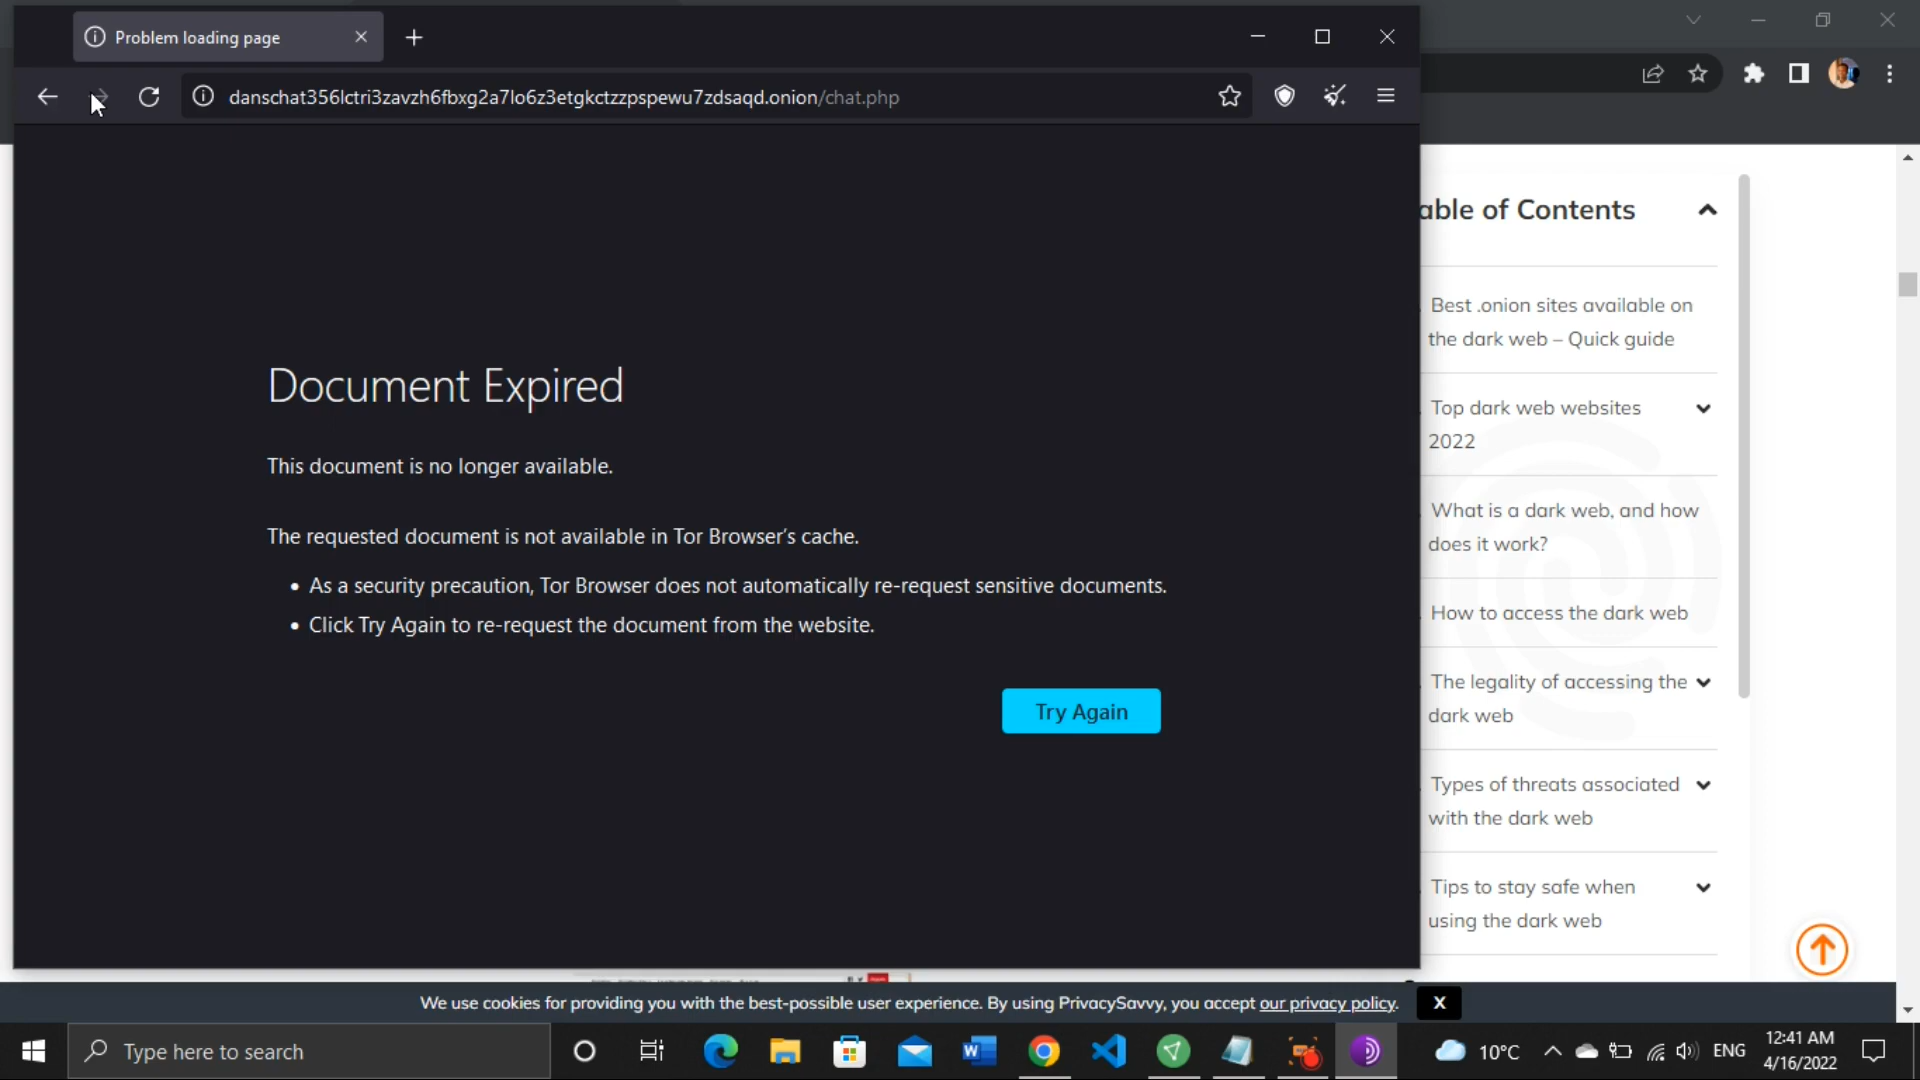 Problem loading page
danschat356lctri3zavzh6fbxg2a7lo6z3etgkctzzpspewu7zdsaqd.onion/chat.php
Document Expired
This document is no longer available.
The requested document is not available in Tor Browser's cache.
• As a security precaution, Tor Browser does not automatically re-request sensitive documents.
• Click Try Again to re-request the document from the website.
Try Again
able of Contents
Best .onion sites available on
the dark web – Quick guide
Top dark web websites
2022
What is a dark web, and how
does it work?
How to access the dark web
The legality of accessing the
dark web
Types of threats associated
with the dark web
Tips to stay safe when
using the dark web
We use cookies for providing you with the best-possible user experience. By using PrivacySavvy, you accept our privacy policy.
X
Type here to search
10°C
ENG
12:41 AM
4/16/2022